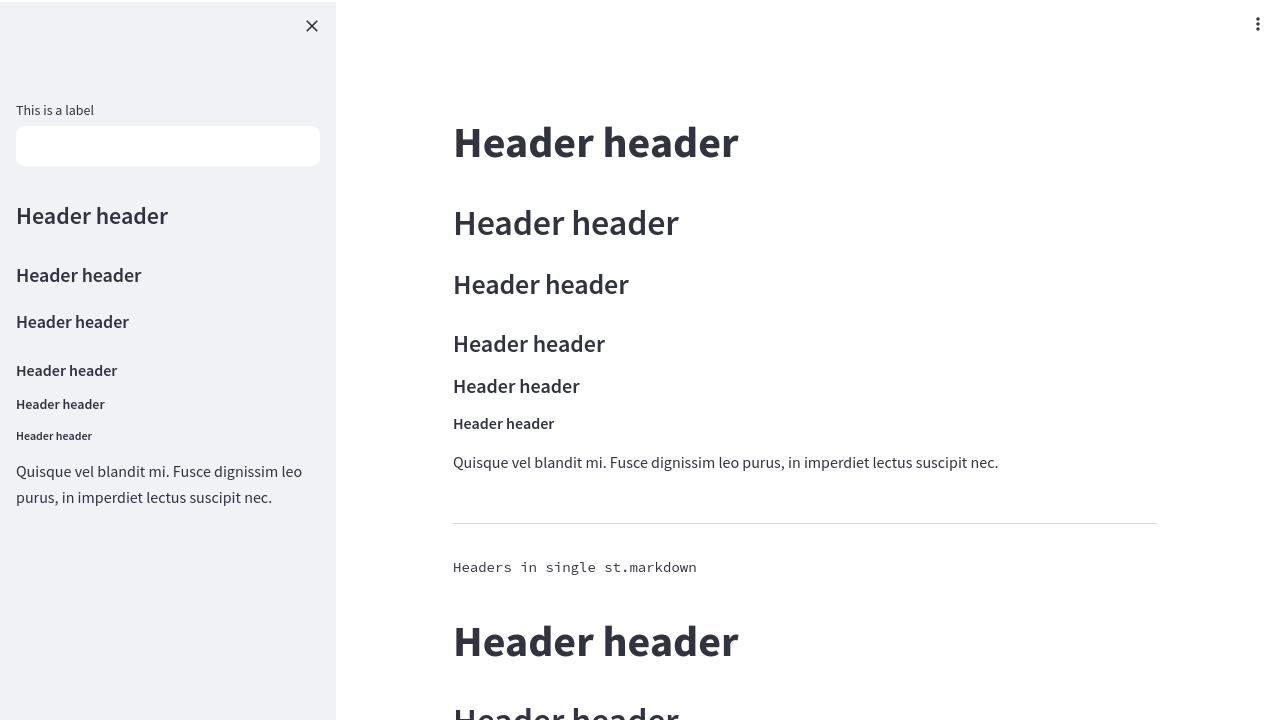 This is a label
Header header
Header header
Header header
Header header
Header header
Header header
Quisque vel blandit mi. Fusce dignissim leo
purus, in imperdiet lectus suscipit nec.
Header header
Header header
Header header
Header header
Header header
Header header
Quisque vel blandit mi. Fusce dignissim leo purus, in imperdiet lectus suscipit nec.
Headers in single st.markdown
Header header
Header header